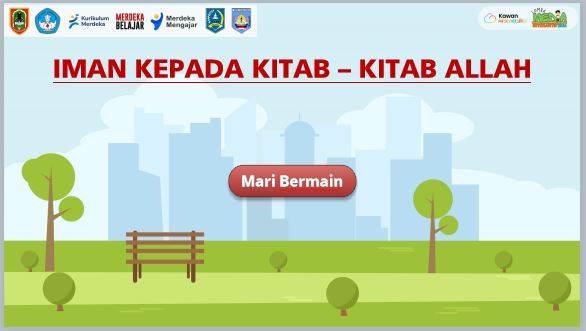 Kurikulum
Merdeka
MERDEKA
BELAJAR
Merdeka
Mengajar
Kawan
IMAN KEPADA KITAB – KITAB ALLAH
Mari Bermain